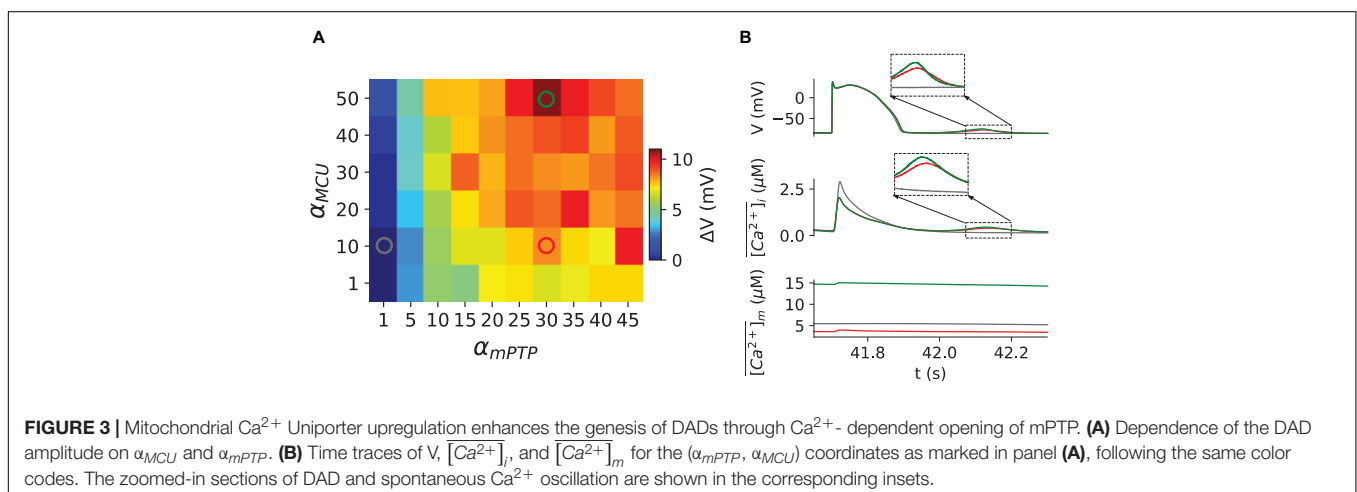 A
B
50
40
30
20
10
1
α_MCU
1 5 10 15 20 25 30 35 40 45
α_mPTP
10
5
0
ΔV (mV)
0
−50
V (mV)
2.5
0.0
[Ca²⁺]ᵢ (μM)
15
10
5
[Ca²⁺]ₘ (μM)
41.8 42.0 42.2
t (s)
FIGURE 3 | Mitochondrial Ca²⁺ Uniporter upregulation enhances the genesis of DADs through Ca²⁺- dependent opening of mPTP. (A) Dependence of the DAD
amplitude on α_MCU and α_mPTP. (B) Time traces of V, [Ca²⁺]ᵢ, and [Ca²⁺]ₘ for the (α_mPTP, α_MCU) coordinates as marked in panel (A), following the same color
codes. The zoomed-in sections of DAD and spontaneous Ca²⁺ oscillation are shown in the corresponding insets.